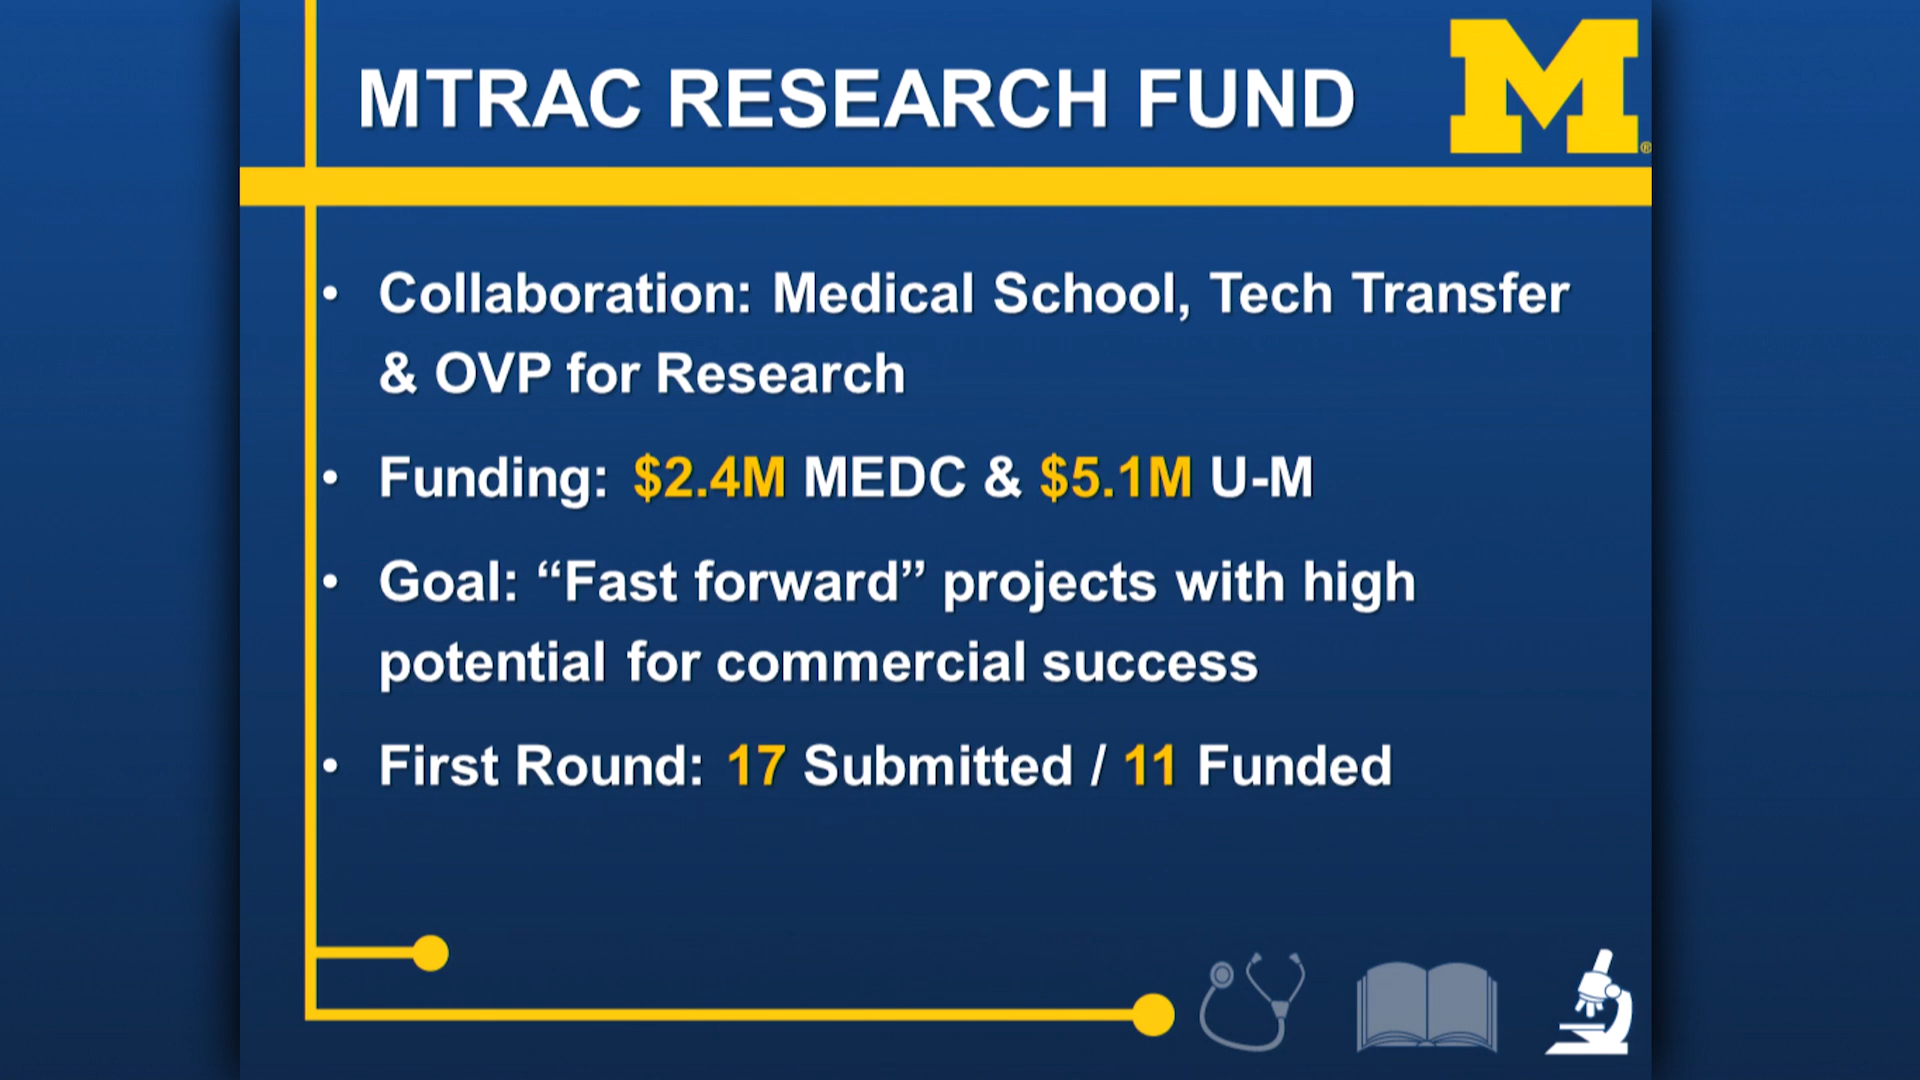 MTRAC RESEARCH FUND
M
®
• Collaboration: Medical School, Tech Transfer
& OVP for Research
• Funding: $2.4M MEDC & $5.1M U-M
• Goal: “Fast forward” projects with high
potential for commercial success
• First Round: 17 Submitted / 11 Funded